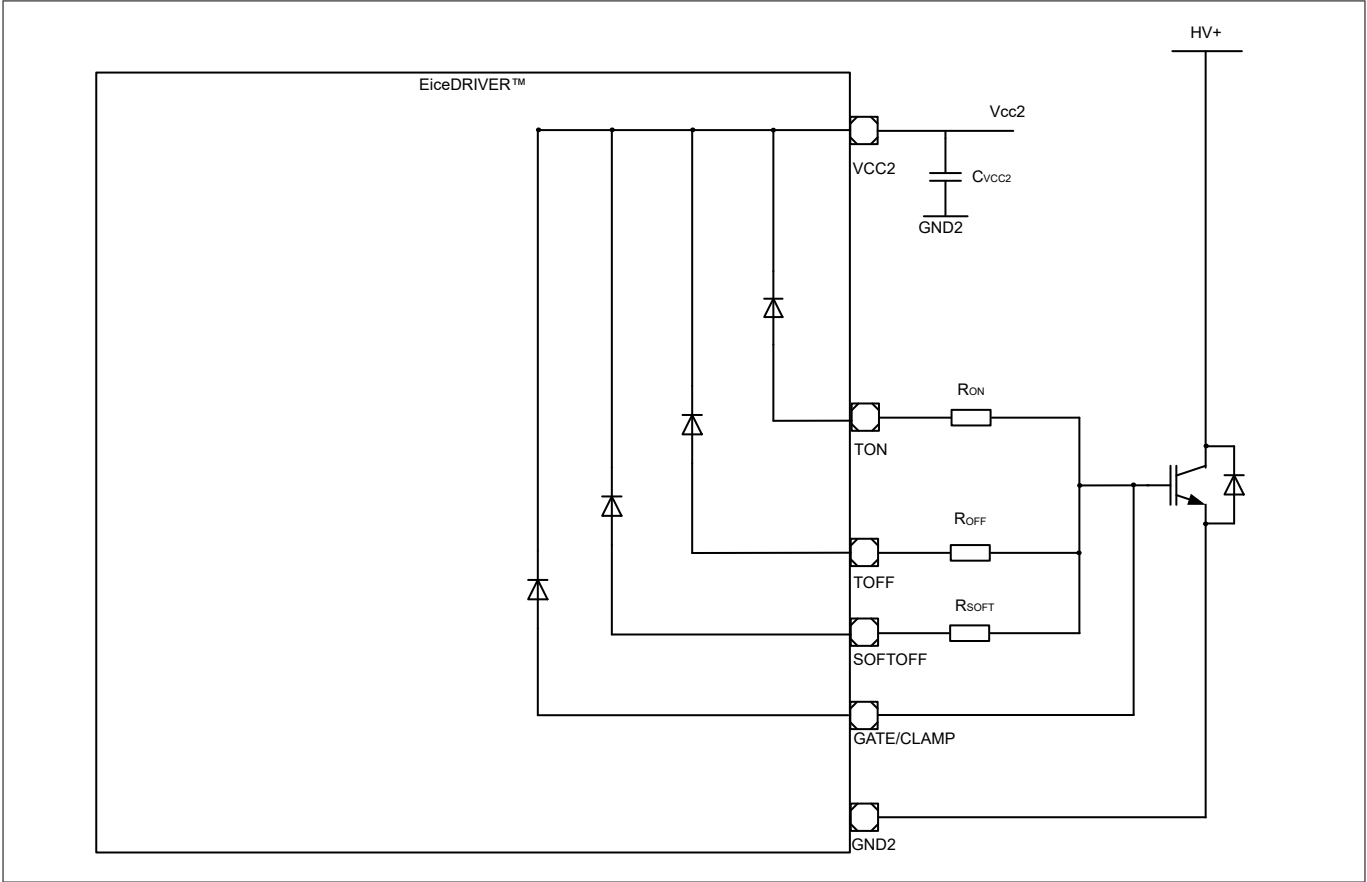 HV+
EiceDRIVER™
Vcc2
VCC2
CVCC2
GND2
RON
TON
ROFF
TOFF
RSOFT
SOFTOFF
GATE/CLAMP
GND2